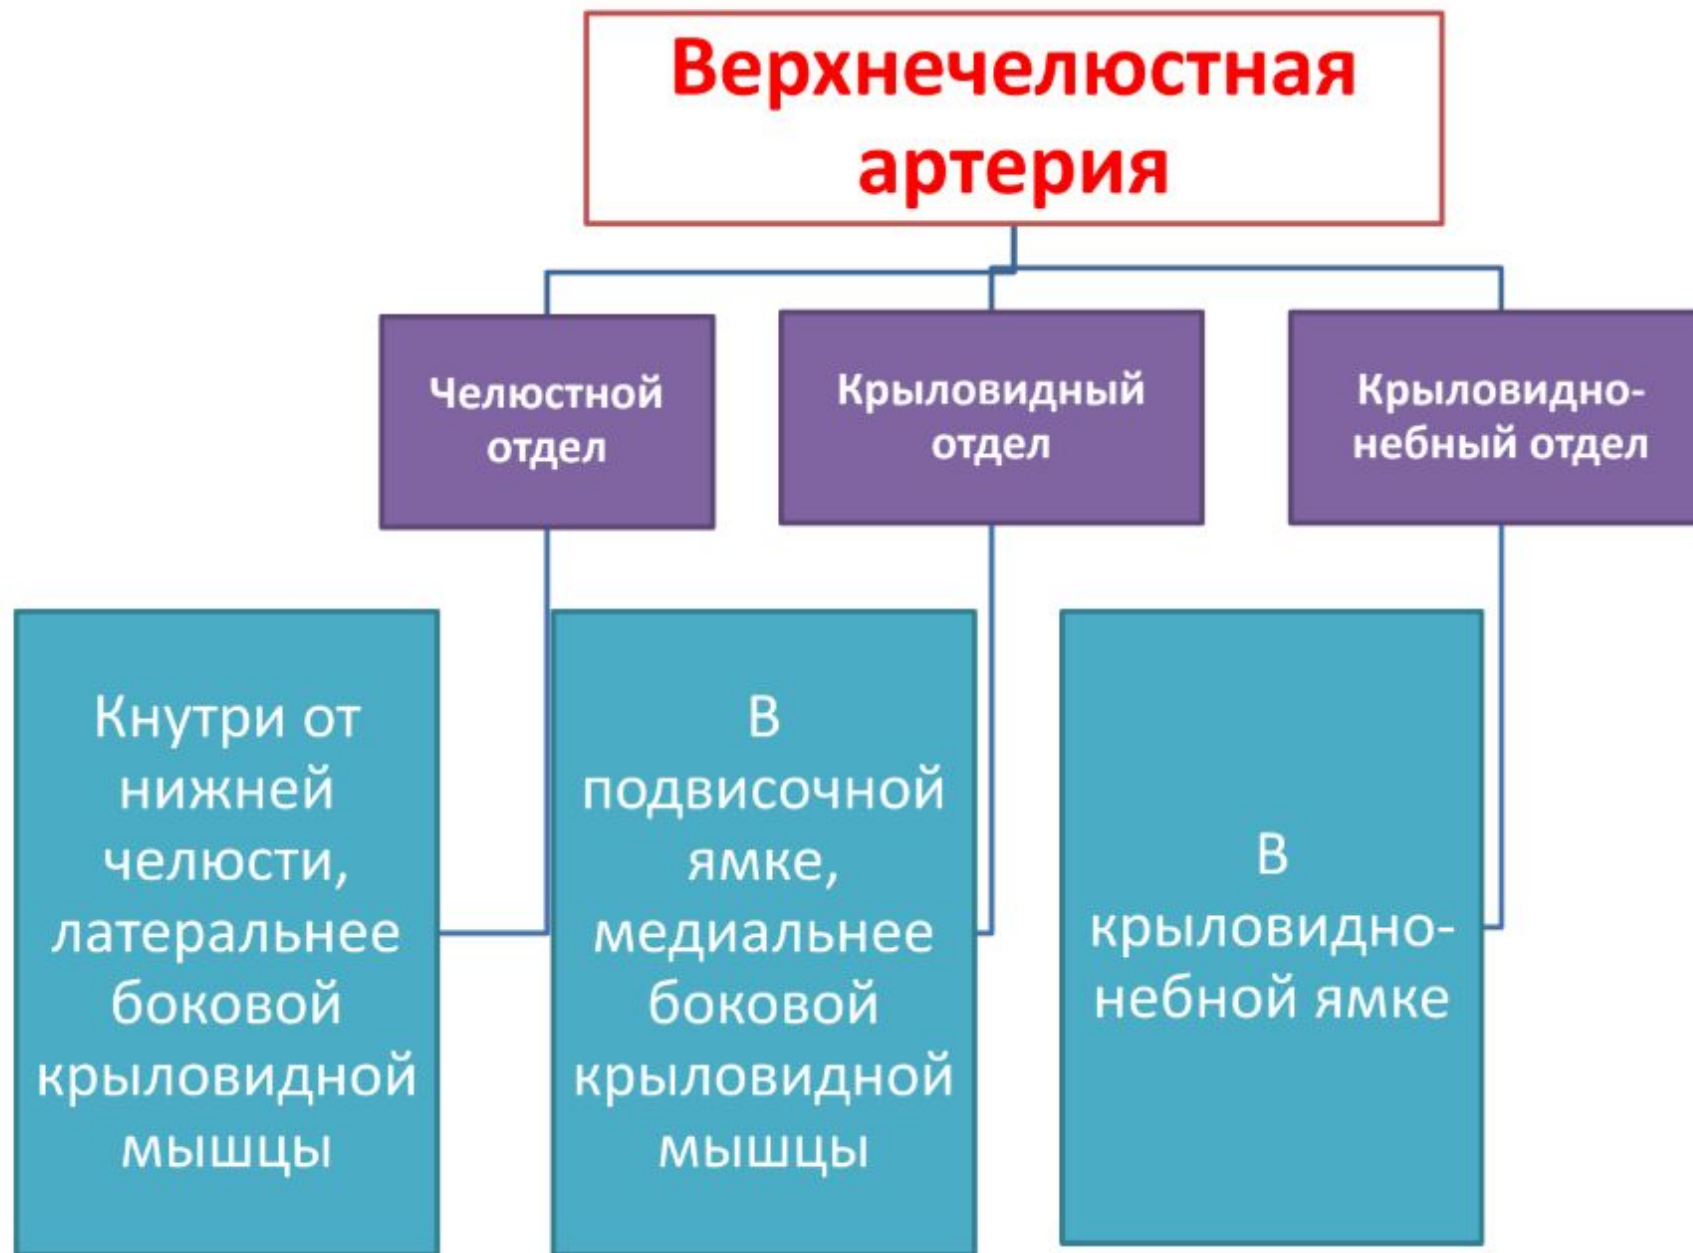 Верхнечелюстная
артерия
Челюстной
отдел
Крыловидный
отдел
Крыловидно-
небный отдел
Кнутри от
нижней
челюсти,
латеральнее
боковой
крыловидной
мышцы
В
подвисочной
ямке,
медиальнее
боковой
крыловидной
мышцы
В
крыловидно-
небной ямке